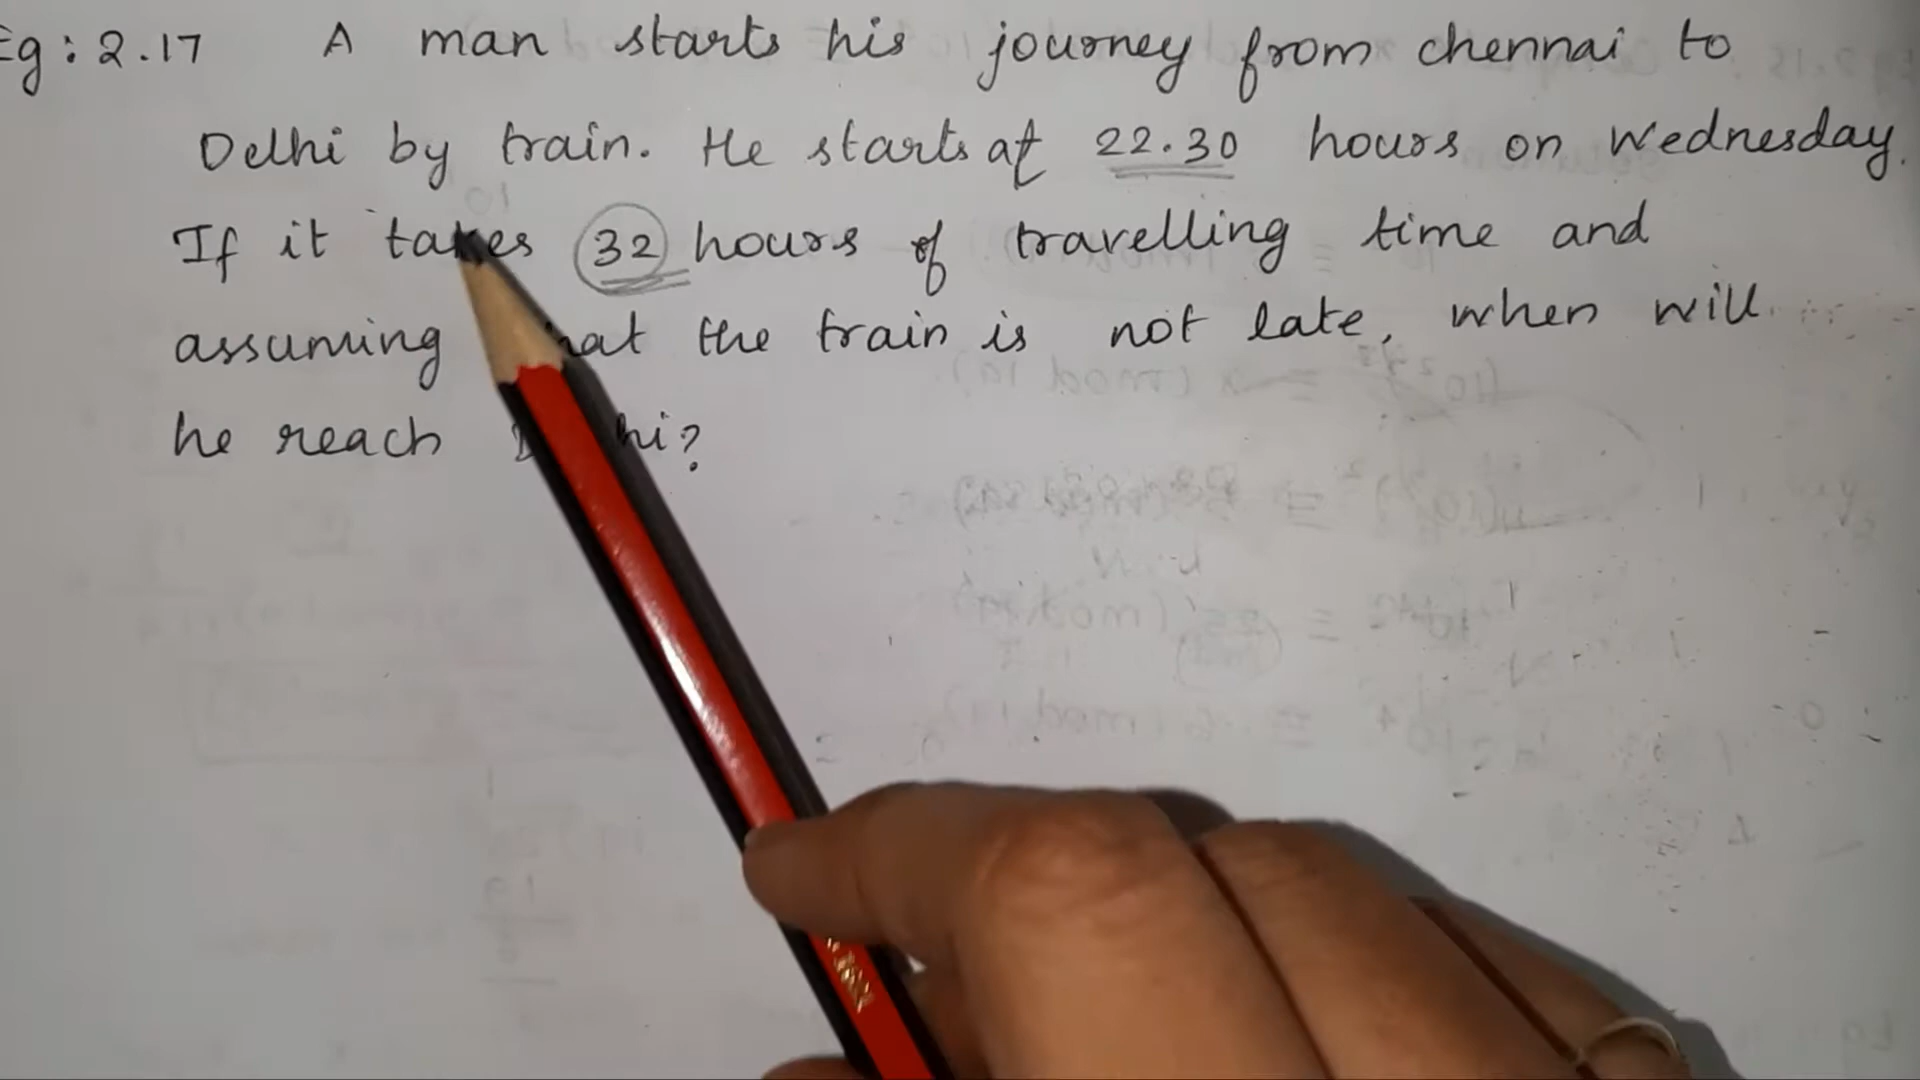 Eg: 2.17 A man starts his journey from chennai to
Delhi by train. He starts at 22.30 hours on Wednesday.
If it takes 32 hours of travelling time and
assuming that the train is not late, when will
he reach Delhi?